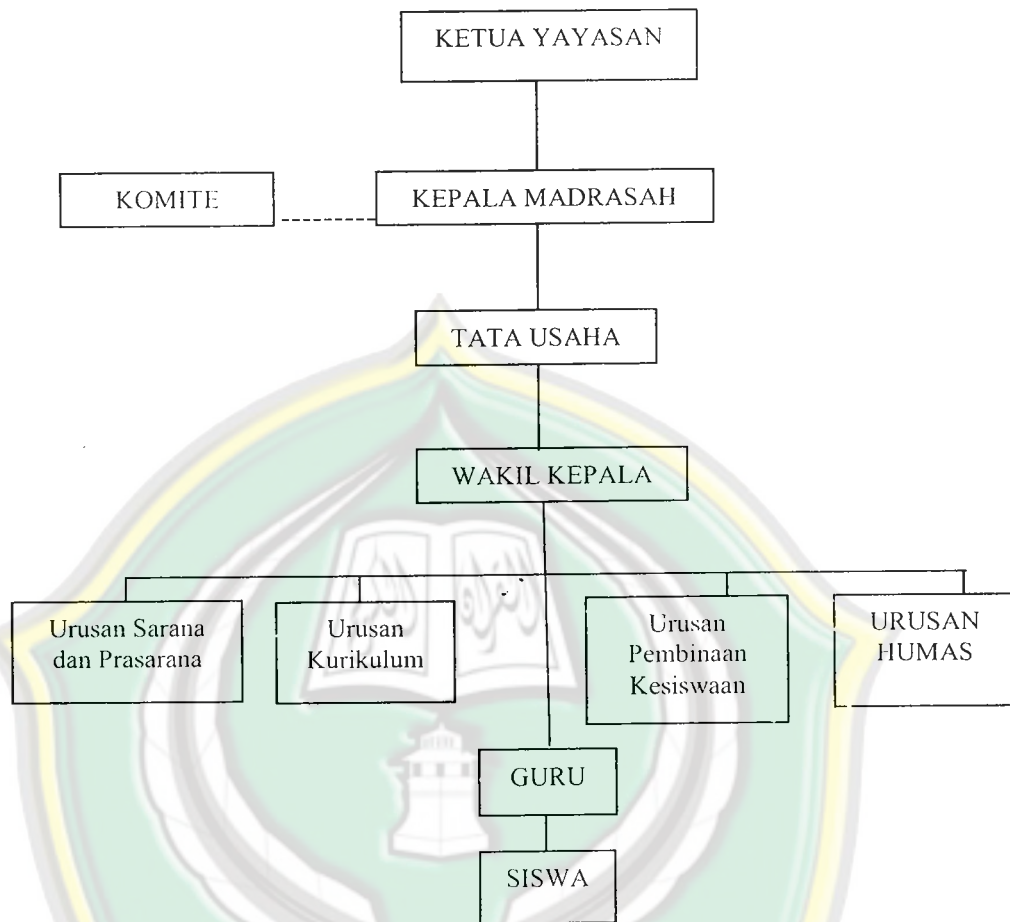 KETUA YAYASAN
KOMITE
KEPALA MADRASAH
TATA USAHA
WAKIL KEPALA
Urusan Sarana
dan Prasarana
Urusan
Kurikulum
Urusan
Pembinaan
Kesiswaan
URUSAN
HUMAS
GURU
SISWA